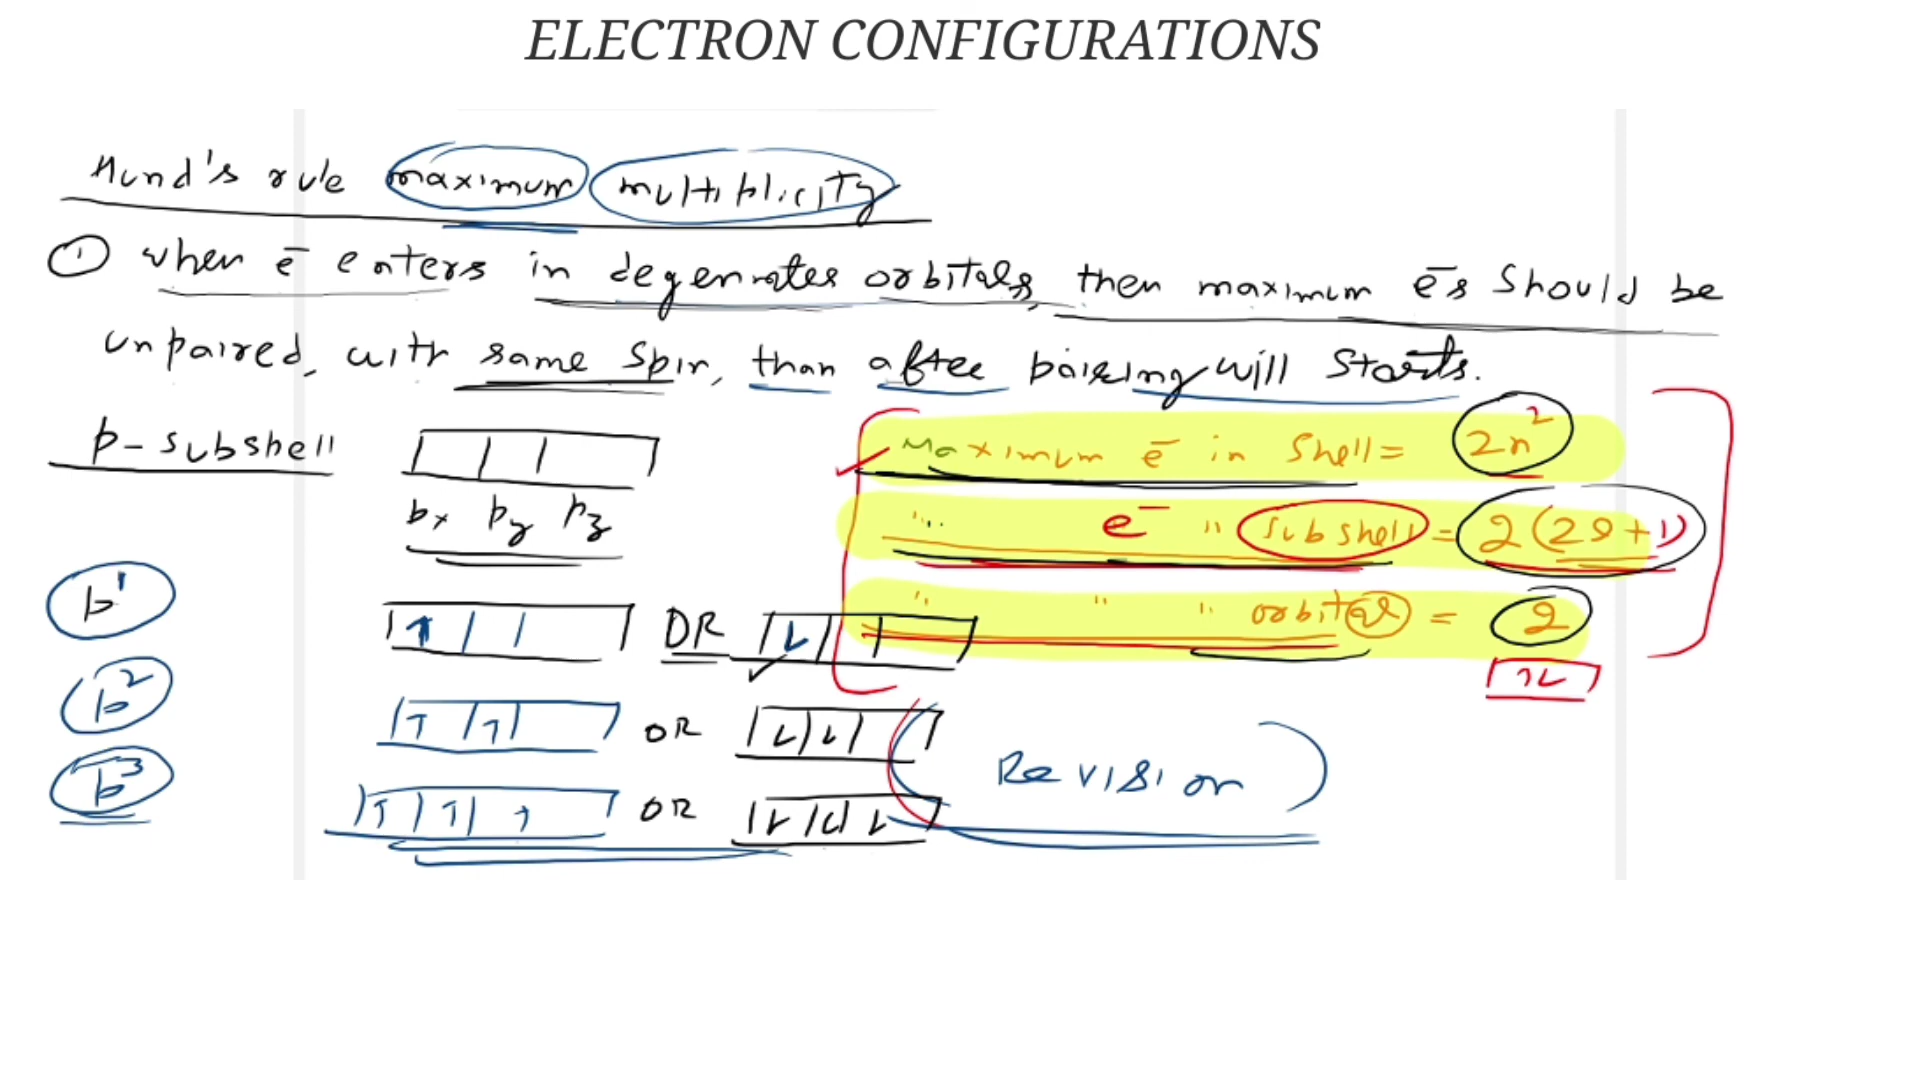 ELECTRON CONFIGURATIONS
Hund's rule maximum multiplicity
① when e̅ enters in degenrates orbitals, then maximum e̅s should be
unpaired, with same spin, than after pairing will starts.
p-subshell
Maximum e̅ in shell = 2n²
px py pz
" e⁻ " subshell = 2(2l+1)
" " " orbital = 2
p¹ ↑ OR ↓
↑↓
p² ↑ ↑ OR ↓ ↓
Revision
p³ ↑ ↑ ↑ OR ↓ ↓ ↓